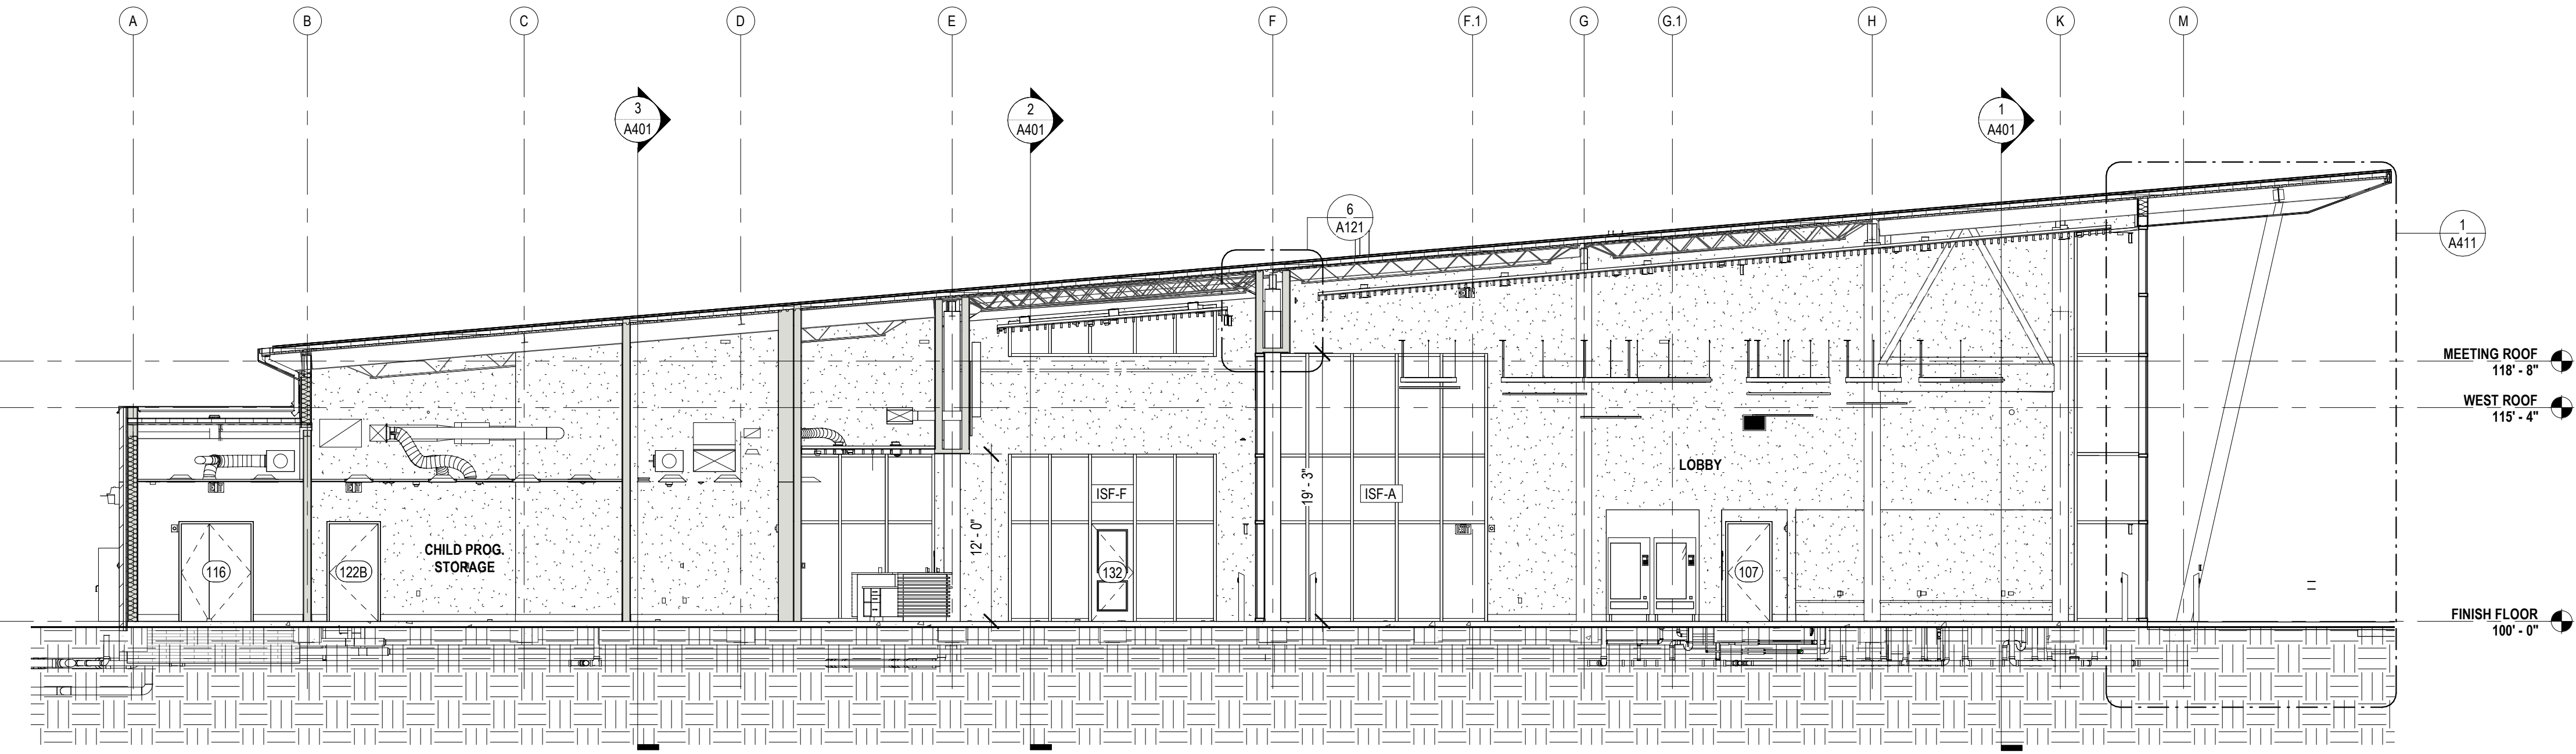 A
B
C
D
E
F
F.1
G
G.1
H
K
M
3
A401
2
A401
1
A401
6
A121
1
A411
MEETING ROOF
118' - 8"
WEST ROOF
115' - 4"
LOBBY
19' - 3"
ISF-F
ISF-A
12' - 0"
CHILD PROG.
STORAGE
116
122B
132
107
FINISH FLOOR
100' - 0"